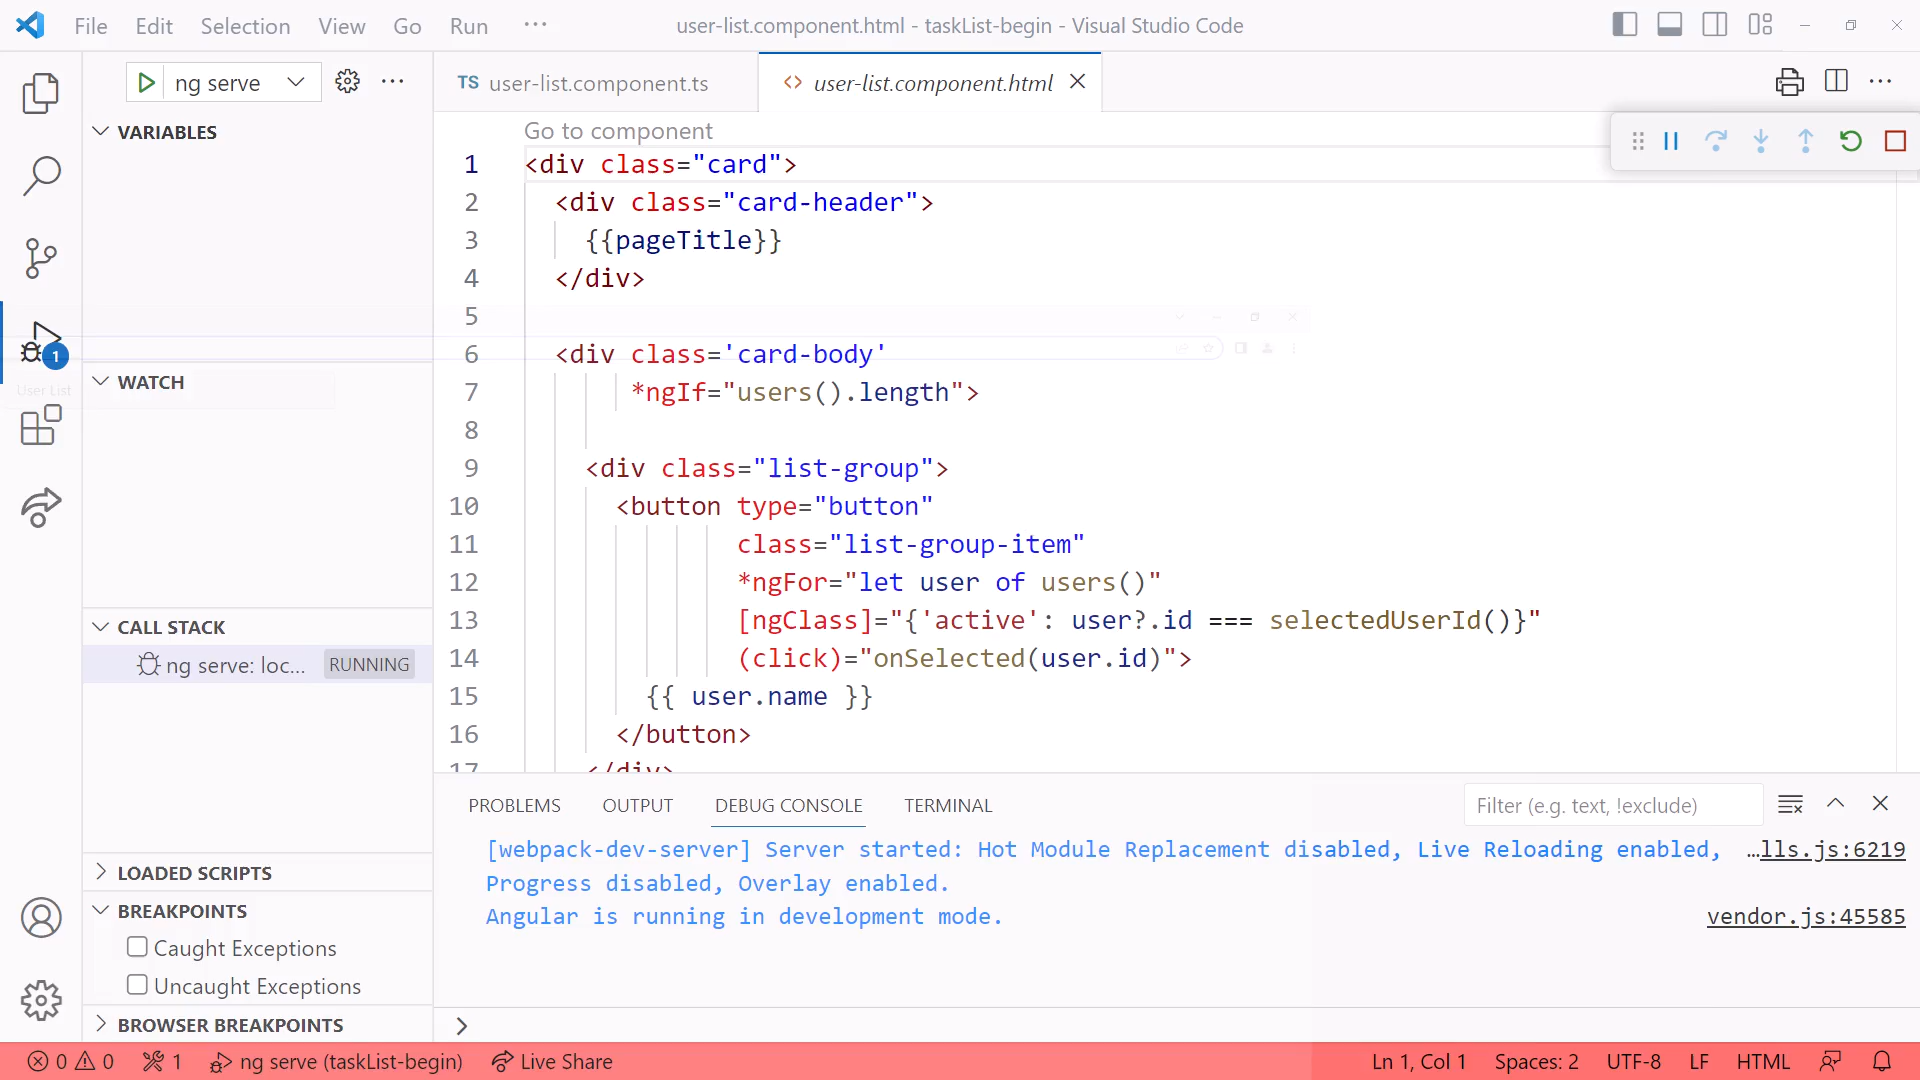 File Edit Selection View Go Run ···
user-list.component.html - taskList-begin - Visual Studio Code
ng serve
VARIABLES
1
User List
WATCH
CALL STACK
ng serve: loc... RUNNING
LOADED SCRIPTS
BREAKPOINTS
Caught Exceptions
Uncaught Exceptions
BROWSER BREAKPOINTS
TS user-list.component.ts
<> user-list.component.html
Go to component
1 <div class="card">
2 <div class="card-header">
3 {{pageTitle}}
4 </div>
5
6 <div class='card-body'
7 *ngIf="users().length">
8
9 <div class="list-group">
10 <button type="button"
11 class="list-group-item"
12 *ngFor="let user of users()"
13 [ngClass]="{'active': user?.id === selectedUserId()}"
14 (click)="onSelected(user.id)">
15 {{ user.name }}
16 </button>
17 </div>
PROBLEMS OUTPUT DEBUG CONSOLE TERMINAL
Filter (e.g. text, !exclude)
[webpack-dev-server] Server started: Hot Module Replacement disabled, Live Reloading enabled, …lls.js:6219
Progress disabled, Overlay enabled.
Angular is running in development mode. vendor.js:45585
>
0 0 1 ng serve (taskList-begin) Live Share
Ln 1, Col 1 Spaces: 2 UTF-8 LF HTML